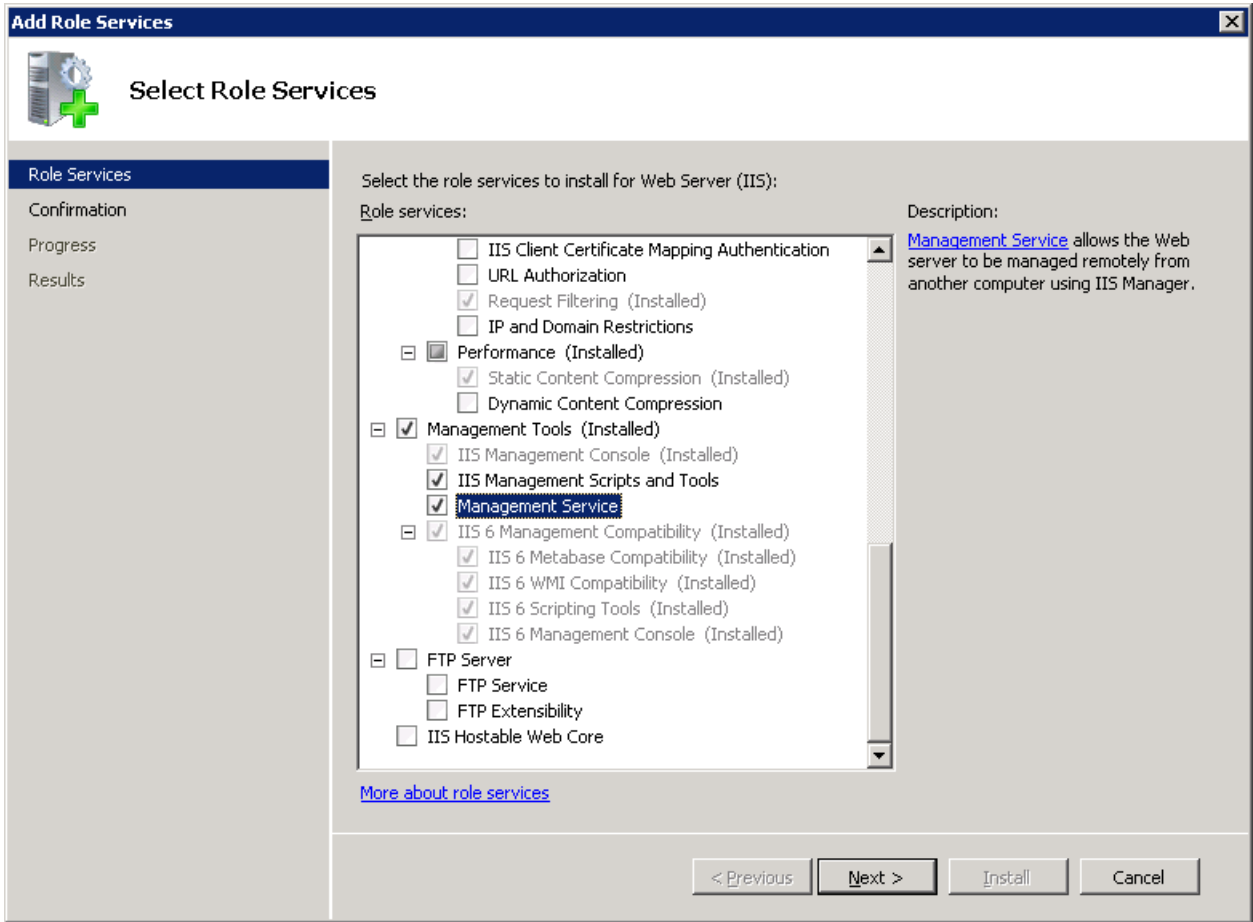 Add Role Services
Select Role Services
Role Services
Confirmation
Progress
Results
Select the role services to install for Web Server (IIS):
Role services:
IIS Client Certificate Mapping Authentication
URL Authorization
Request Filtering (Installed)
IP and Domain Restrictions
Performance (Installed)
Static Content Compression (Installed)
Dynamic Content Compression
Management Tools (Installed)
IIS Management Console (Installed)
IIS Management Scripts and Tools
Management Service
IIS 6 Management Compatibility (Installed)
IIS 6 Metabase Compatibility (Installed)
IIS 6 WMI Compatibility (Installed)
IIS 6 Scripting Tools (Installed)
IIS 6 Management Console (Installed)
FTP Server
FTP Service
FTP Extensibility
IIS Hostable Web Core
More about role services
Description:
Management Service allows the Web
server to be managed remotely from
another computer using IIS Manager.
< Previous
Next >
Install
Cancel